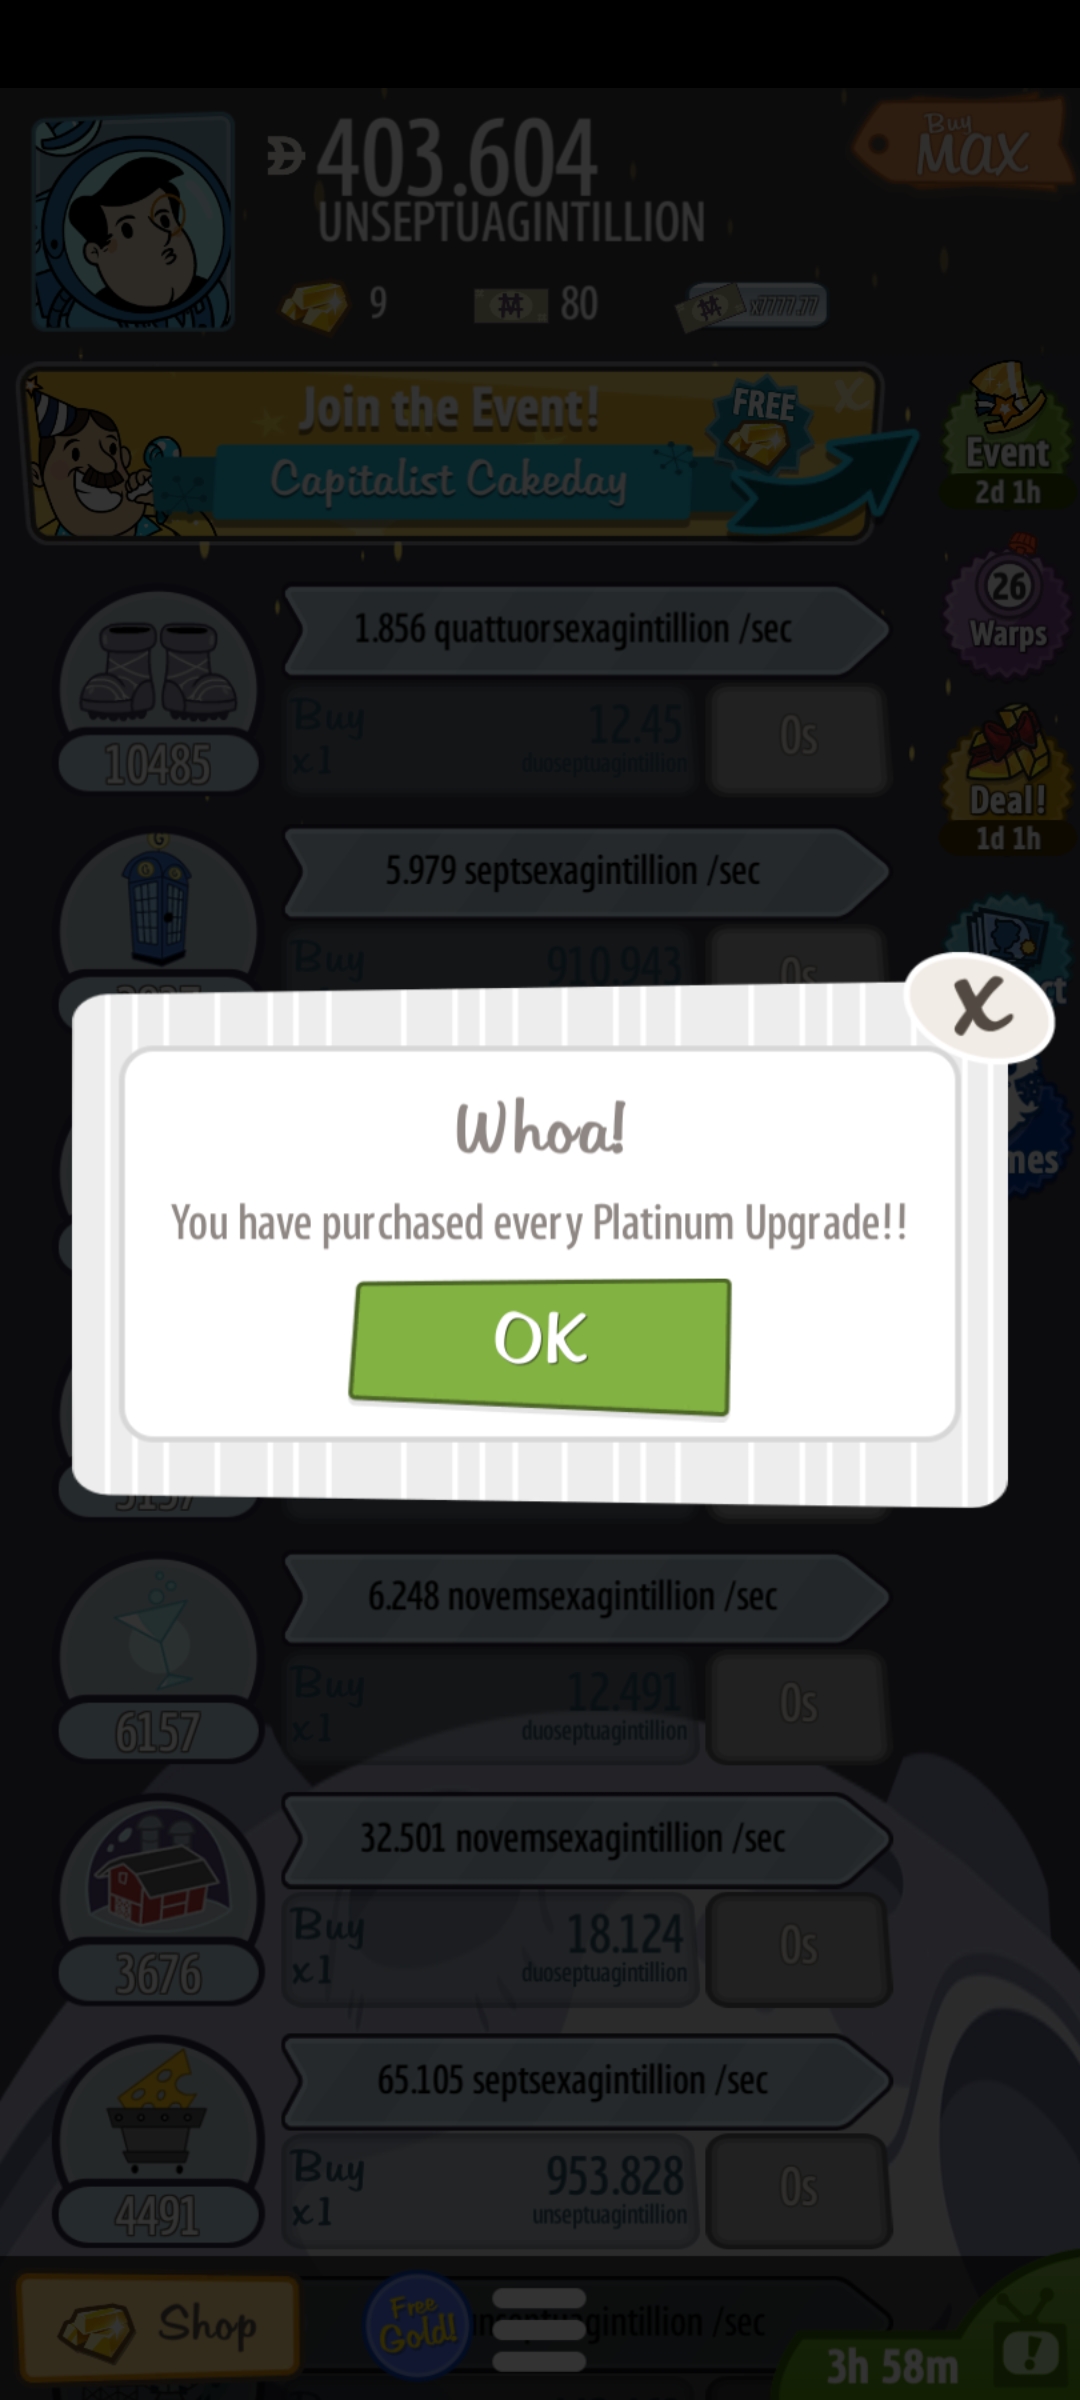 403.604
UNSEPTUAGINTILLION
Buy
MAX
9
80
x7777.77
Join the Event!
FREE
X
Capitalist Cakeday
Event
2d 1h
1.856 quattuorsexagintillion /sec
Buy
x1
12.45
duoseptuagintillion
0s
10485
26
Warps
Deal!
1d 1h
5.979 septsexagintillion /sec
Buy
910.943
0s
X
Whoa!
You have purchased every Platinum Upgrade!!
OK
6.248 novemsexagintillion /sec
Buy
x1
12.491
duoseptuagintillion
0s
6157
32.501 novemsexagintillion /sec
Buy
x1
18.124
duoseptuagintillion
0s
3676
65.105 septsexagintillion /sec
Buy
x1
953.828
unseptuagintillion
0s
4491
Shop
Free
Gold!
/sec
3h 58m